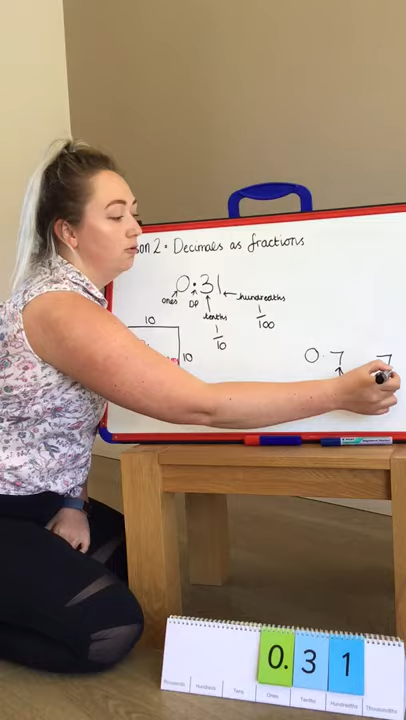 on 2 = Decimals as fractions
0.31
ones
DP
tenths
hundredths
1/10
1/100
10
10
0.7
7
0.
3
1
Thousands
Hundreds
Tens
Ones
Tenths
Hundredths
Thousandths